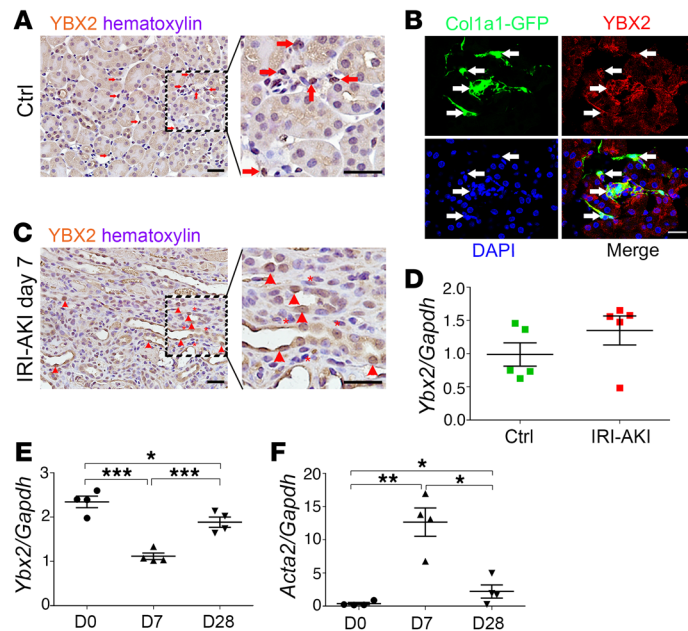 A
YBX2 hematoxylin
Ctrl
B
Col1a1-GFP YBX2
DAPI Merge
C
YBX2 hematoxylin
IRI-AKI day 7
*
*
*
*
D
Ybx2/Gapdh
2.0
1.5
1.0
0.5
0.0
Ctrl IRI-AKI
E
Ybx2/Gapdh
3
2
1
0
*
*** ***
D0 D7 D28
F
Acta2/Gapdh
20
15
10
5
0
*
** *
D0 D7 D28